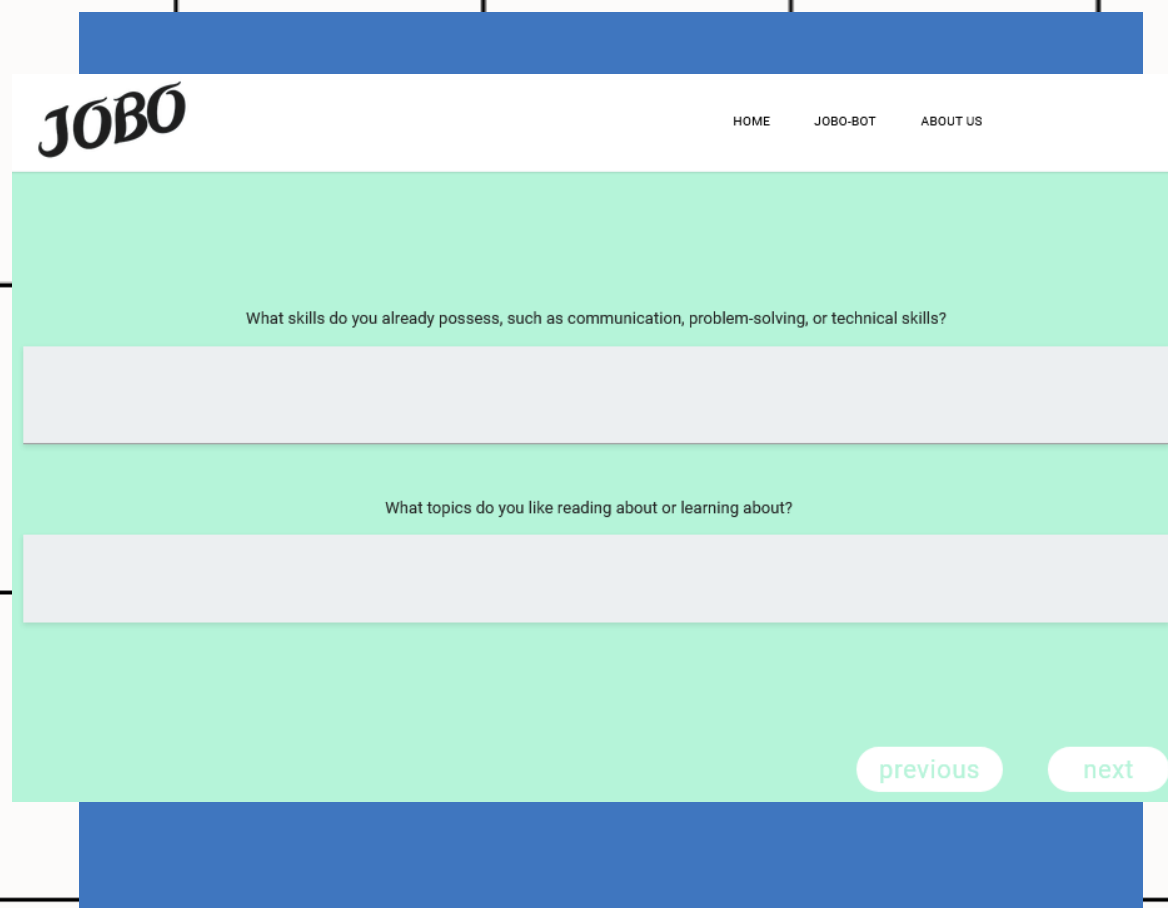 JOBO
HOME JOBO-BOT ABOUT US
What skills do you already possess, such as communication, problem-solving, or technical skills?
What topics do you like reading about or learning about?
previous next